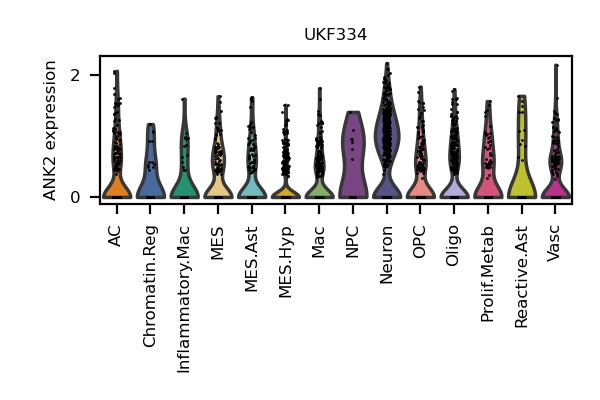 UKF334
ANK2 expression
2
0
AC
Chromatin.Reg
Inflammatory.Mac
MES
MES.Ast
MES.Hyp
Mac
NPC
Neuron
OPC
Oligo
Prolif.Metab
Reactive.Ast
Vasc